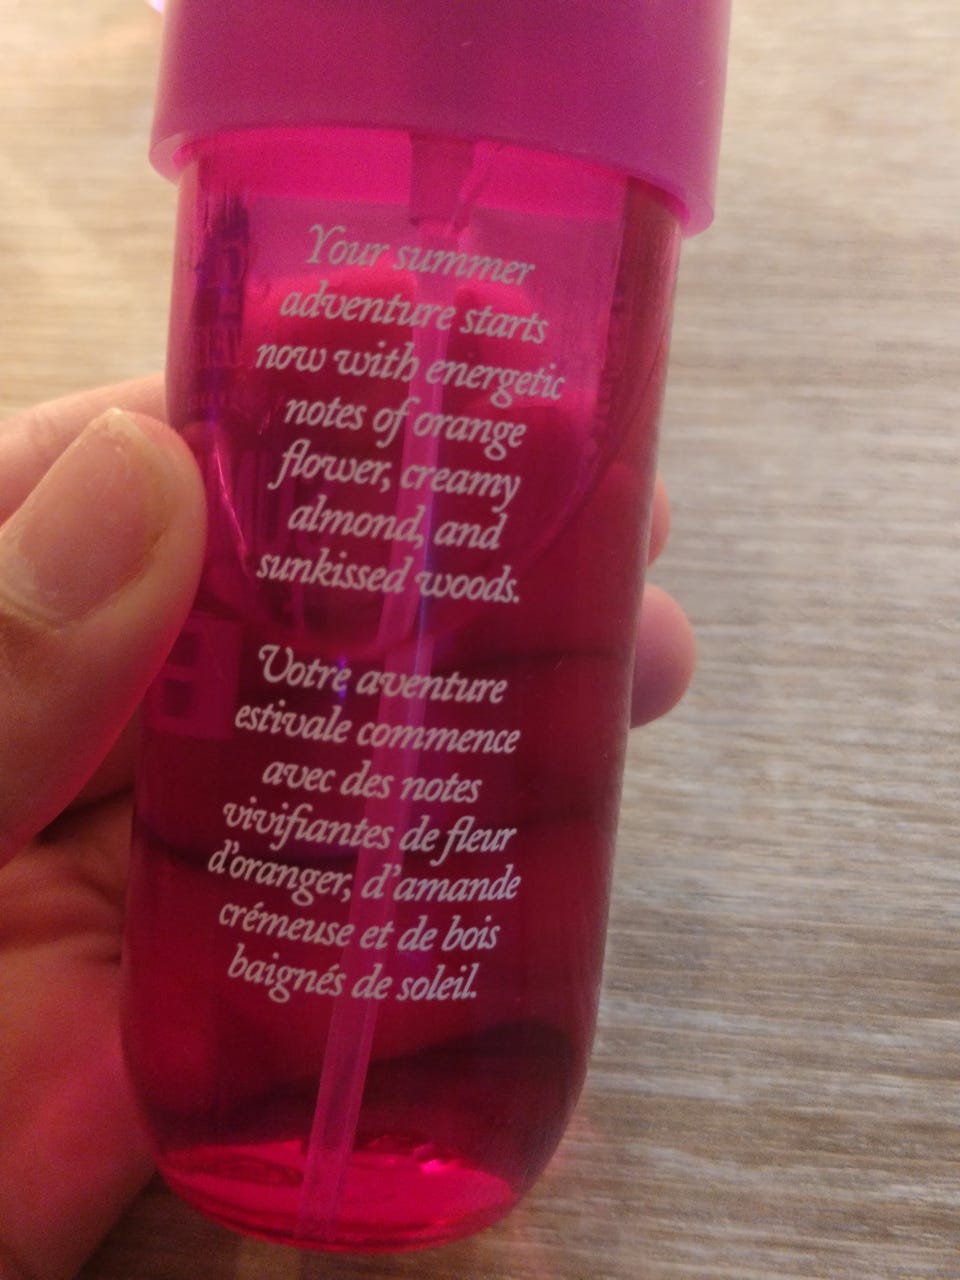 Your summer
adventure starts
now with energetic
notes of orange
flower, creamy
almond, and
sunkissed woods.
Votre aventure
estivale commence
avec des notes
vivifiantes de fleur
d'oranger, d'amande
crémeuse et de bois
baignés de soleil.